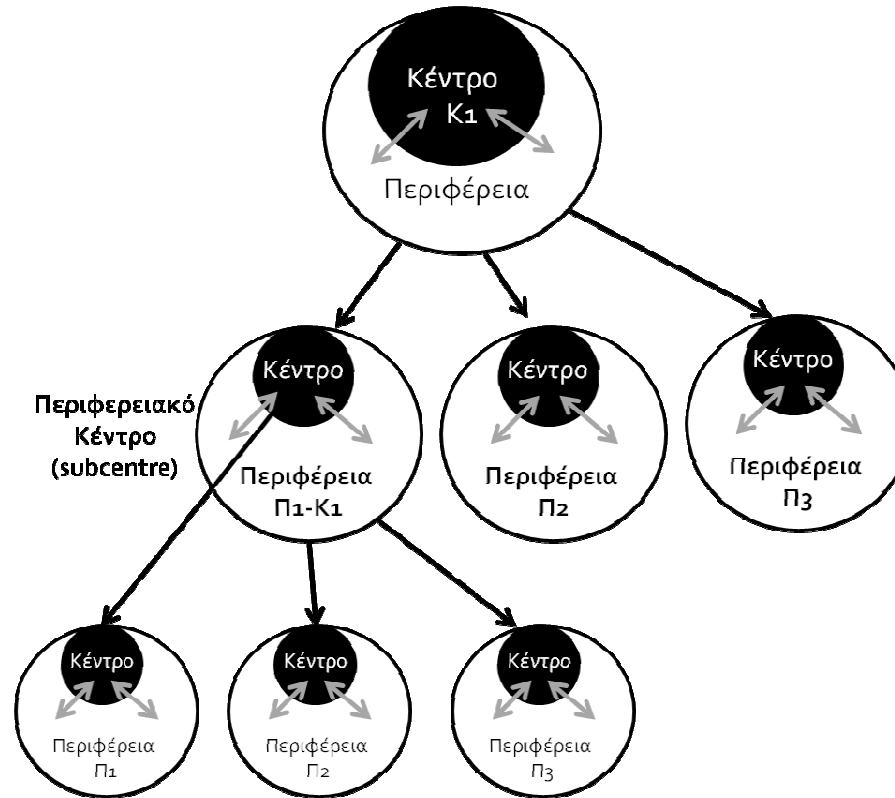 Κέντρο
Κ1
Περιφέρεια
Κέντρο
Κέντρο
Κέντρο
Περιφερειακό
Κέντρο
(subcentre)
Περιφέρεια
Π1-Κ1
Περιφέρεια
Π2
Περιφέρεια
Π3
Κέντρο
Κέντρο
Κέντρο
Περιφέρεια
Π1
Περιφέρεια
Π2
Περιφέρεια
Π3